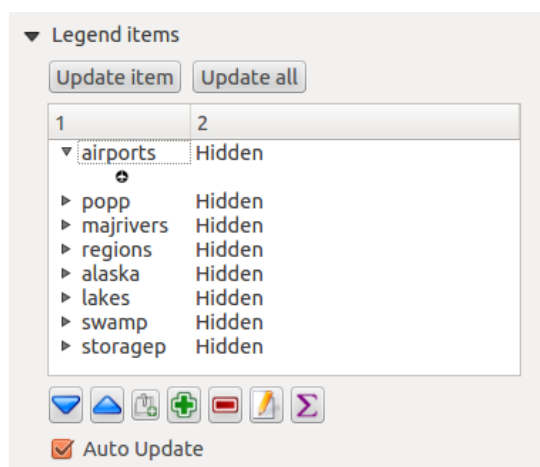 Legend items
Update item Update all
1 2
airports Hidden
popp Hidden
majrivers Hidden
regions Hidden
alaska Hidden
lakes Hidden
swamp Hidden
storagep Hidden
Auto Update